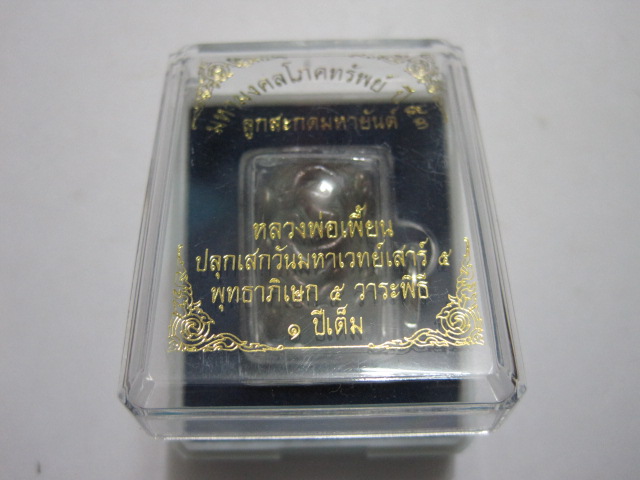 มหามงคลโภคทรัพย์
ลูกสะกดมหายันต์
หลวงพ่อเพี้ยน
ปลุกเสกวันมหาเวทย์เสาร์ ๕
พุทธาภิเษก ๕ วาระพิธี
๑ ปีเต็ม